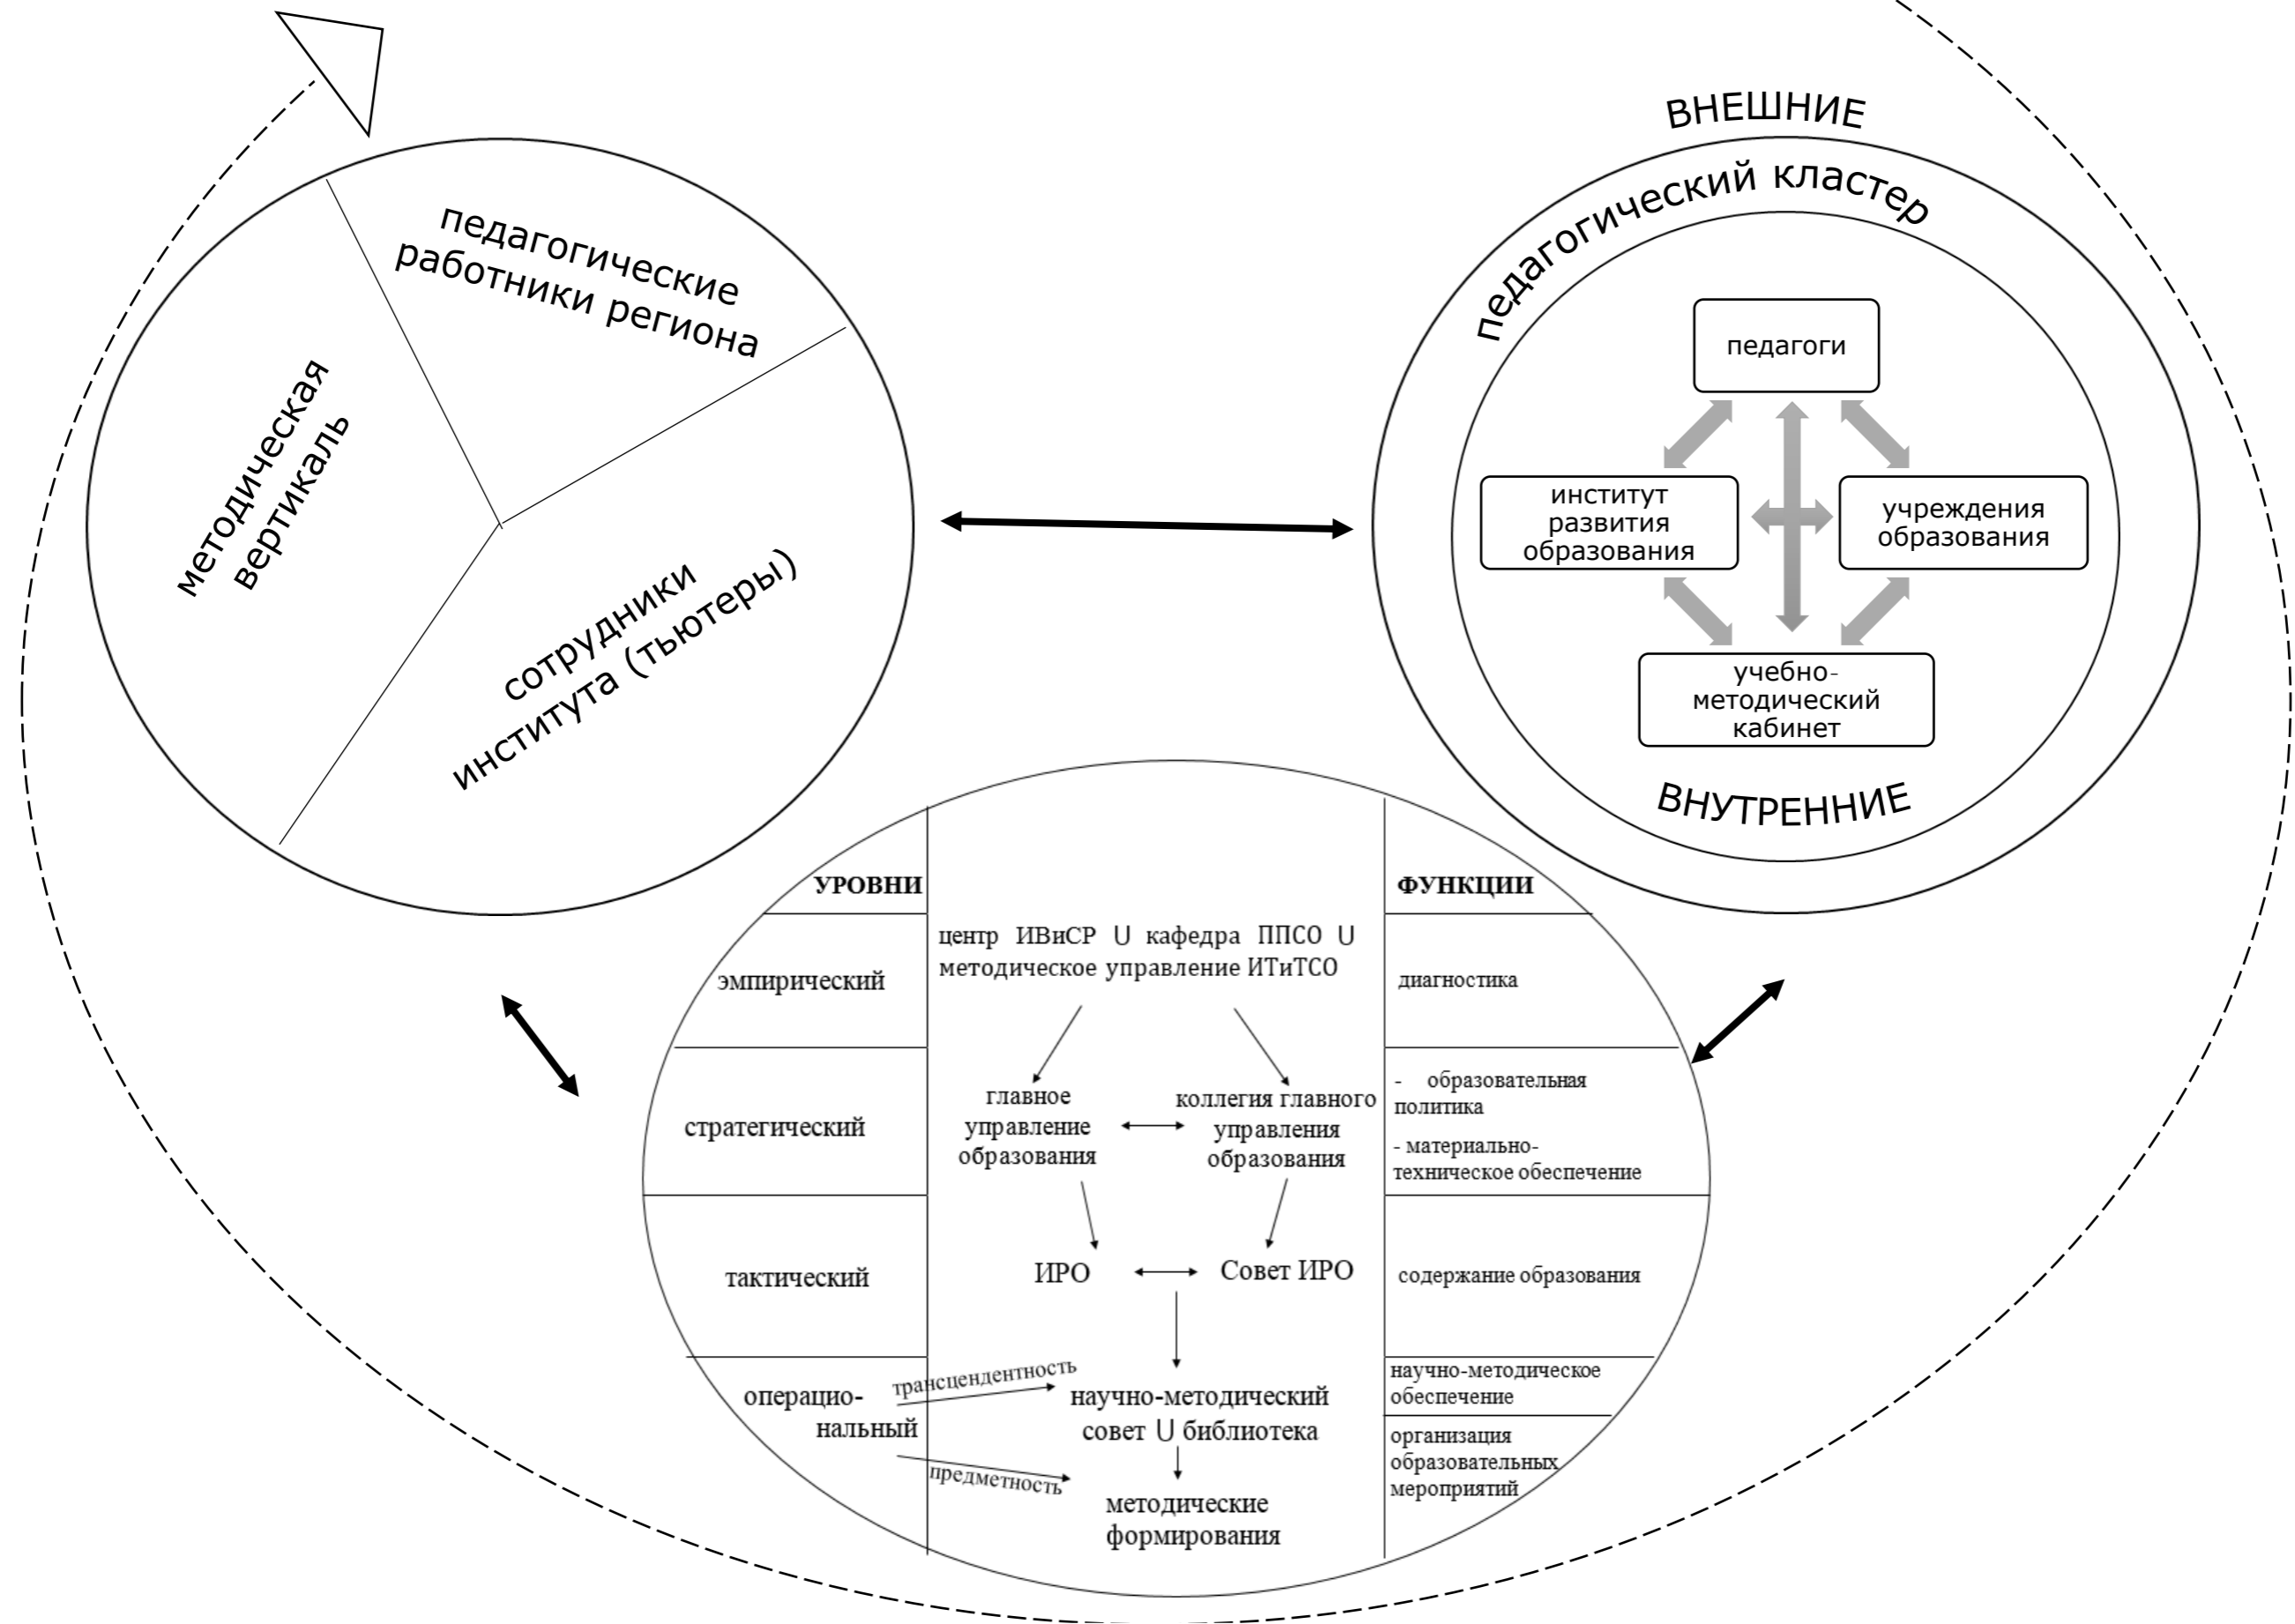 педагогические
работники региона
методическая
вертикаль
сотрудники
института (тьютеры)
ВНЕШНИЕ
педагогический кластер
педагоги
институт
развития
образования
учреждения
образования
учебно-
методический
кабинет
ВНУТРЕННИЕ
УРОВНИ
ФУНКЦИИ
эмпирический
центр ИВиСР U кафедра ППСО U
методическое управление ИТиТСО
диагностика
стратегический
главное
управление
образования
коллегия главного
управления
образования
- образовательная
политика
- материально-
техническое обеспечение
тактический
ИРО
Совет ИРО
содержание образования
операцио-
нальный
трансцендентность
предметность
научно-методический
совет U библиотека
методические
формирования
научно-методическое
обеспечение
организация
образовательных
мероприятий